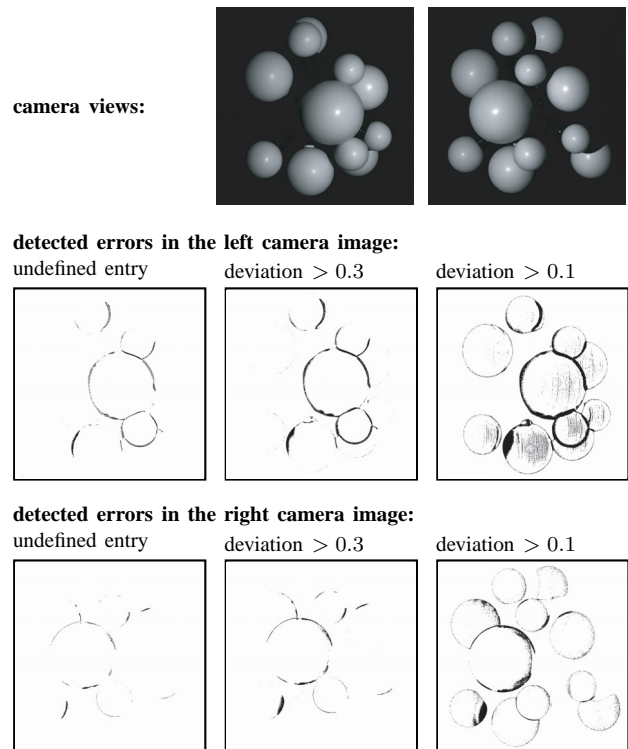 camera views:
detected errors in the left camera image:
undefined entry
deviation > 0.3
deviation > 0.1
detected errors in the right camera image:
undefined entry
deviation > 0.3
deviation > 0.1